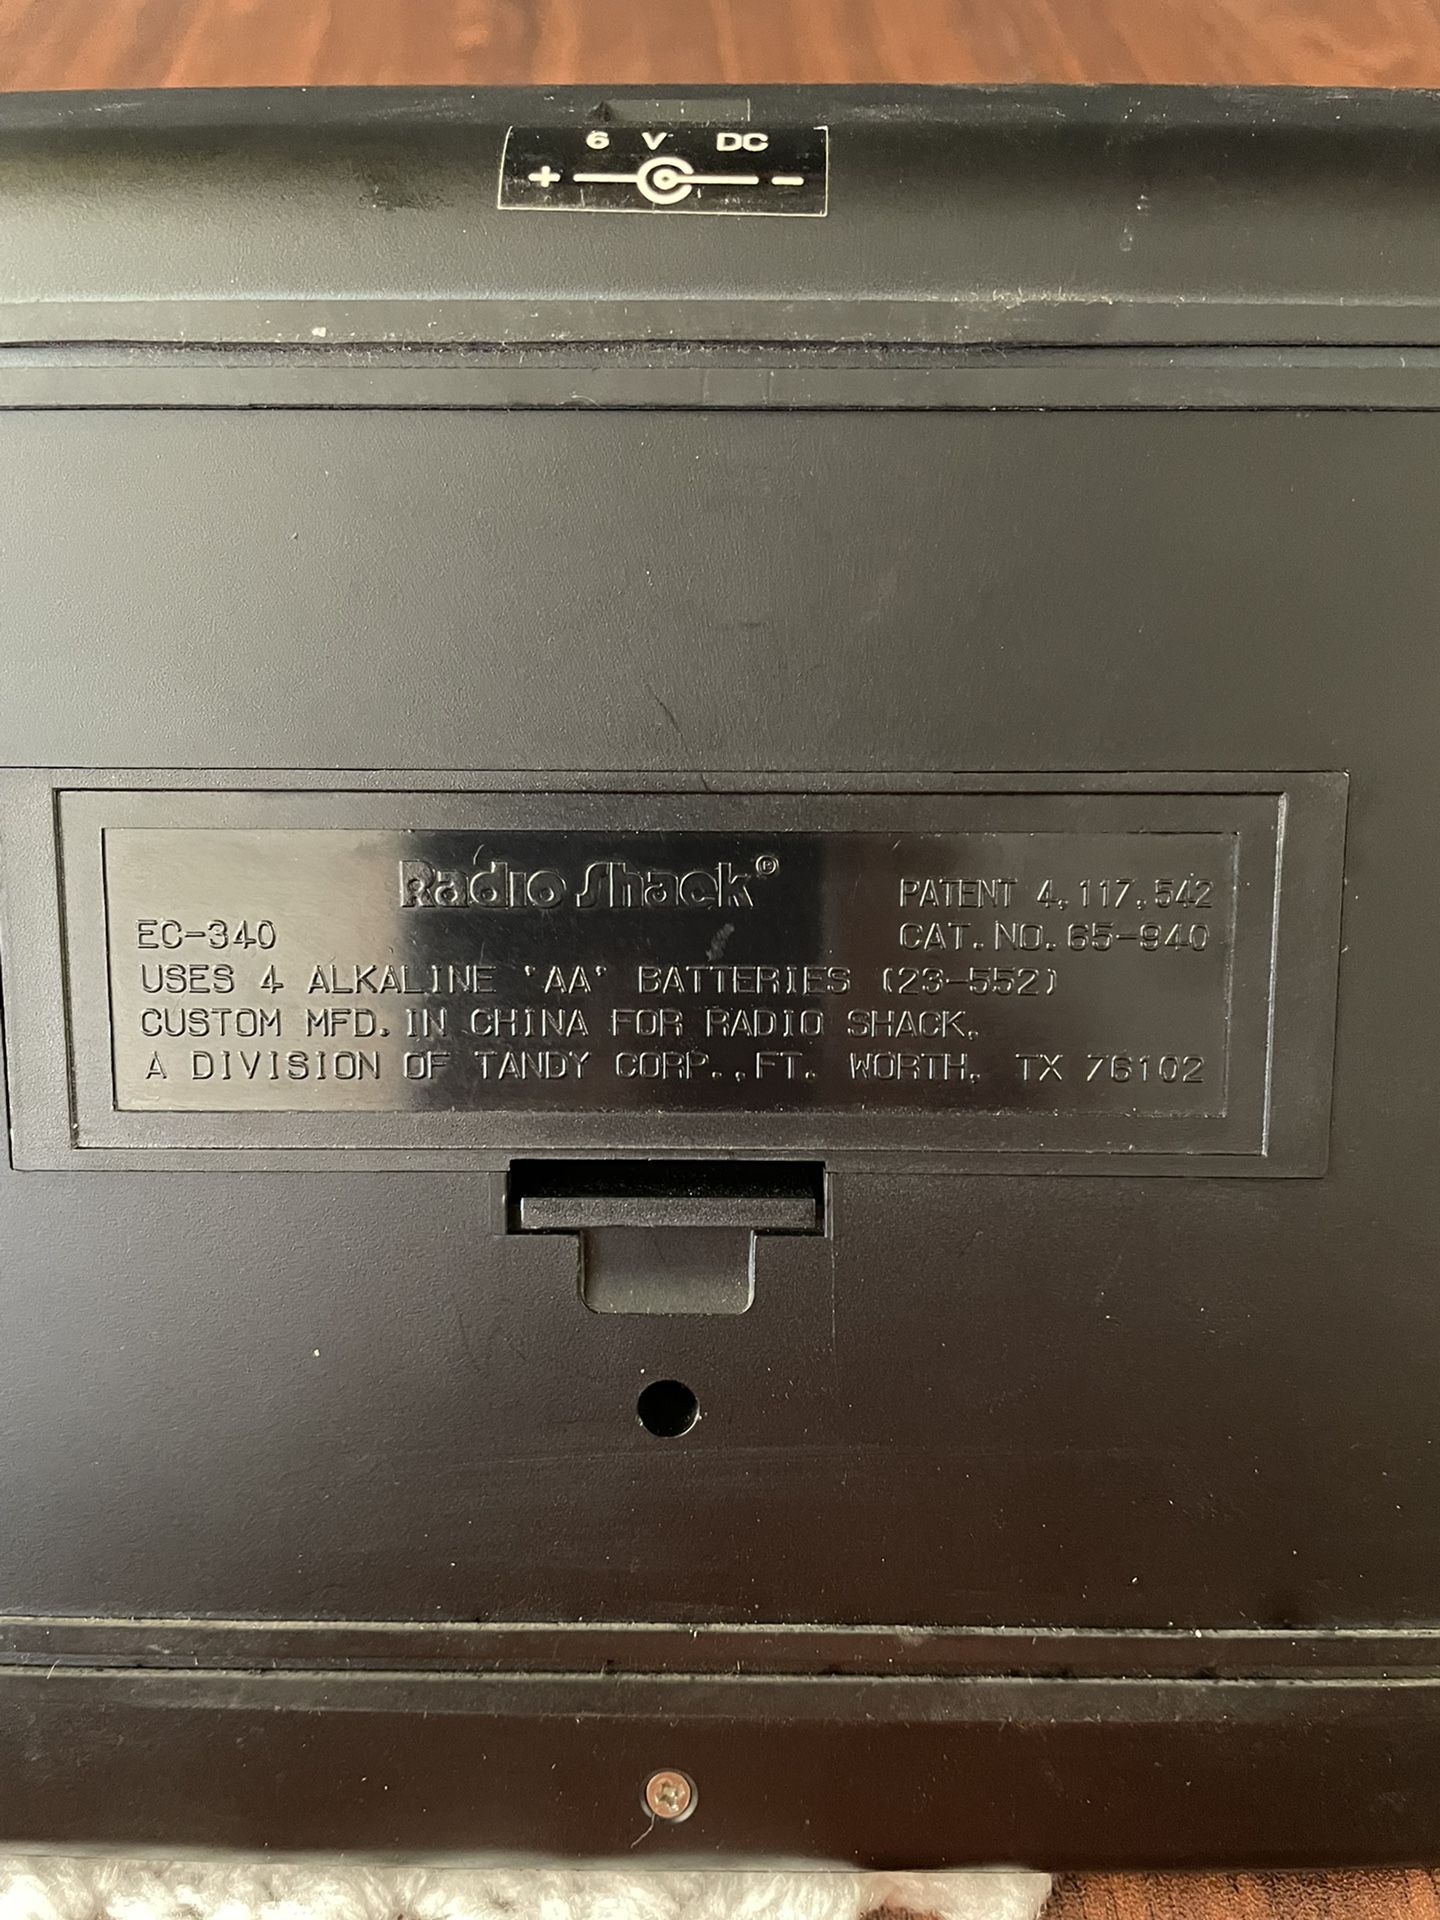 6 V DC
+ -
Radio Shack®
PATENT 4,117,542
EC-340
CAT. NO. 65-940
USES 4 ALKALINE 'AA' BATTERIES (23-552)
CUSTOM MFD. IN CHINA FOR RADIO SHACK,
A DIVISION OF TANDY CORP., FT. WORTH, TX 76102